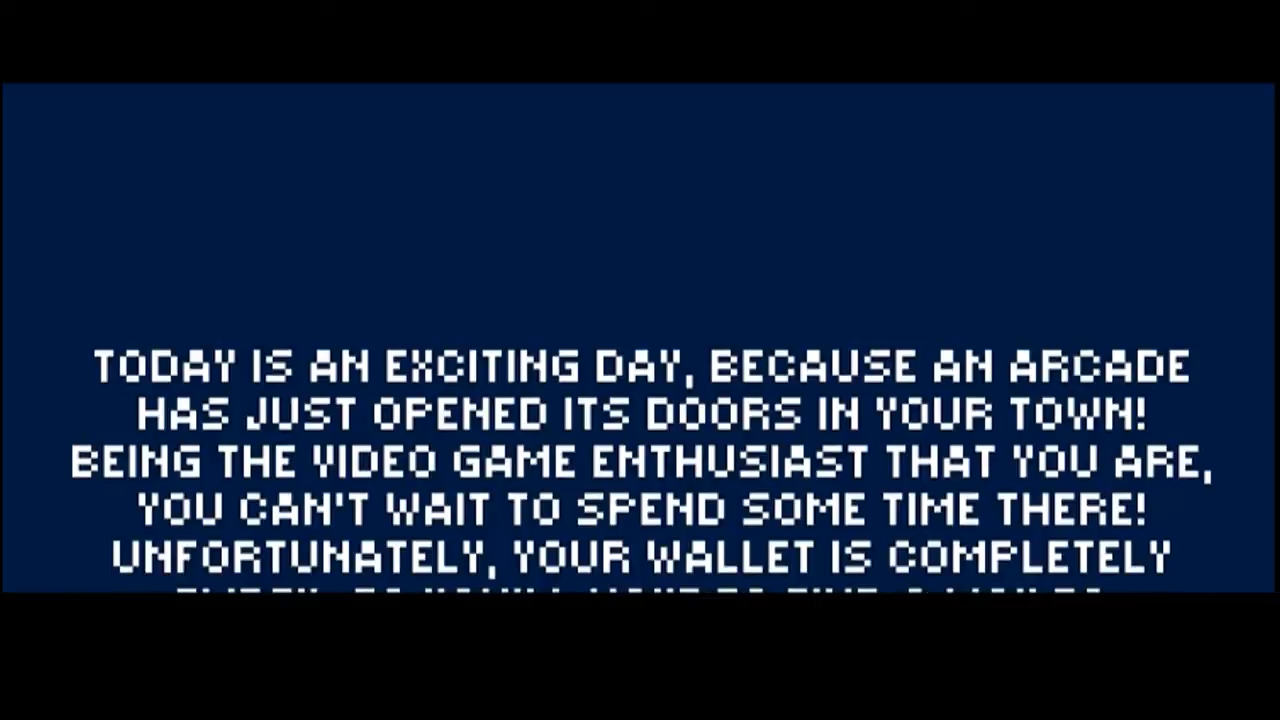 TODAY IS AN EXCITING DAY, BECAUSE AN ARCADE
HAS JUST OPENED ITS DOORS IN YOUR TOWN!
BEING THE VIDEO GAME ENTHUSIAST THAT YOU ARE,
YOU CAN'T WAIT TO SPEND SOME TIME THERE!
UNFORTUNATELY, YOUR WALLET IS COMPLETELY